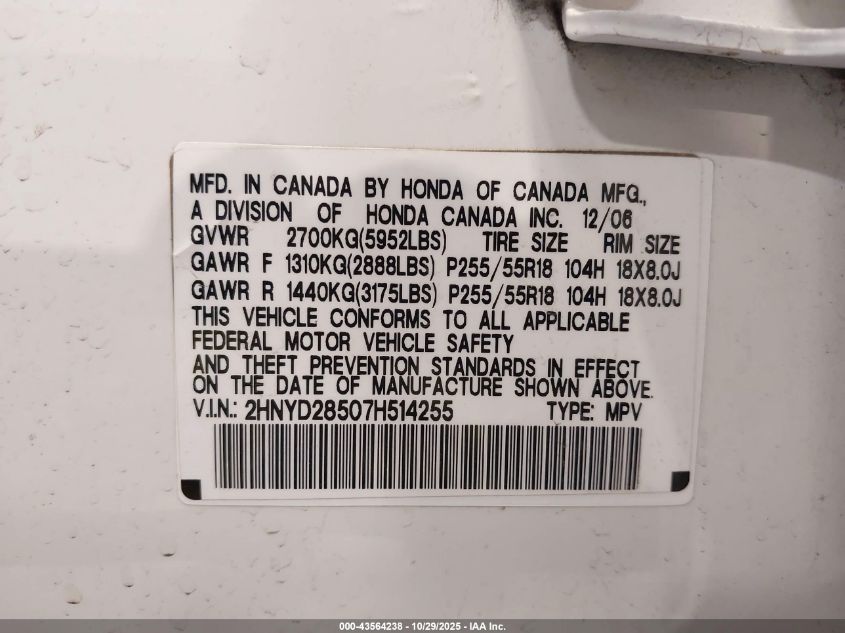 MFD. IN CANADA BY HONDA OF CANADA MFG.,
A DIVISION OF HONDA CANADA INC. 12/06
GVWR 2700KG(5952LBS) TIRE SIZE RIM SIZE
GAWR F 1310KG(2888LBS) P255/55R18 104H 18X8.0J
GAWR R 1440KG(3175LBS) P255/55R18 104H 18X8.0J
THIS VEHICLE CONFORMS TO ALL APPLICABLE
FEDERAL MOTOR VEHICLE SAFETY
AND THEFT PREVENTION STANDARDS IN EFFECT
ON THE DATE OF MANUFACTURE SHOWN ABOVE.
V.I.N.: 2HNYD28507H514255 TYPE: MPV
000-43564238 - 10/29/2025 - IAA Inc.